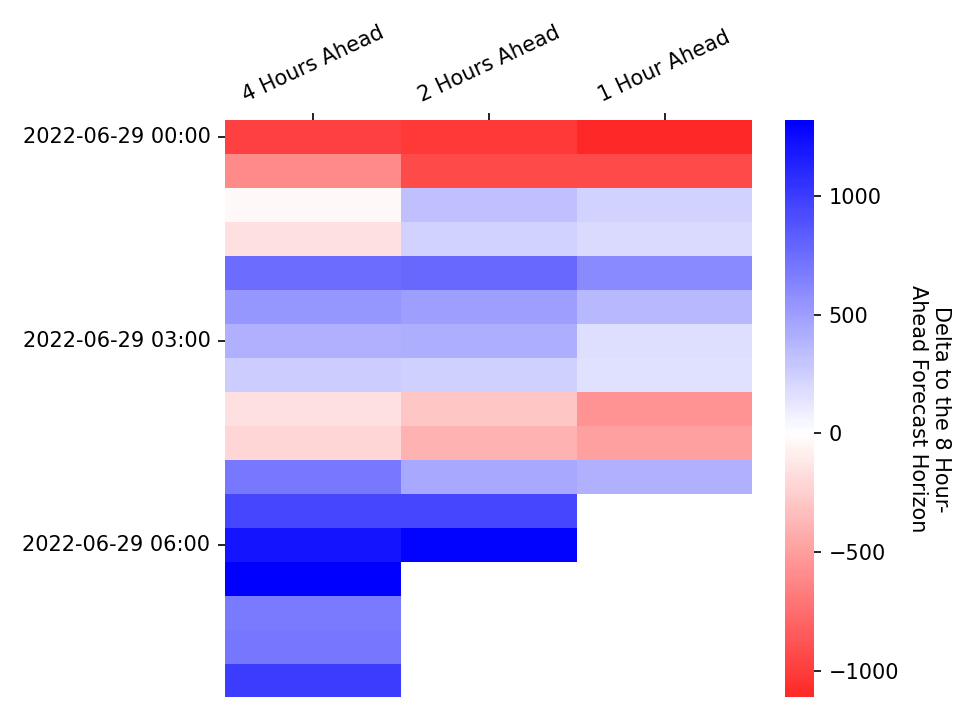 4 Hours Ahead
2 Hours Ahead
1 Hour Ahead
2022-06-29 00:00
2022-06-29 03:00
2022-06-29 06:00
1000
500
0
−500
−1000
Delta to the 8 Hour-
Ahead Forecast Horizon